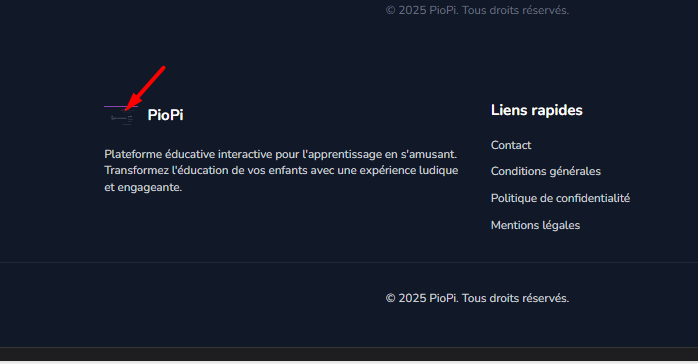 © 2025 PioPi. Tous droits réservés.
PioPi
Plateforme éducative interactive pour l'apprentissage en s'amusant.
Transformez l'éducation de vos enfants avec une expérience ludique
et engageante.
Liens rapides
Contact
Conditions générales
Politique de confidentialité
Mentions légales
© 2025 PioPi. Tous droits réservés.